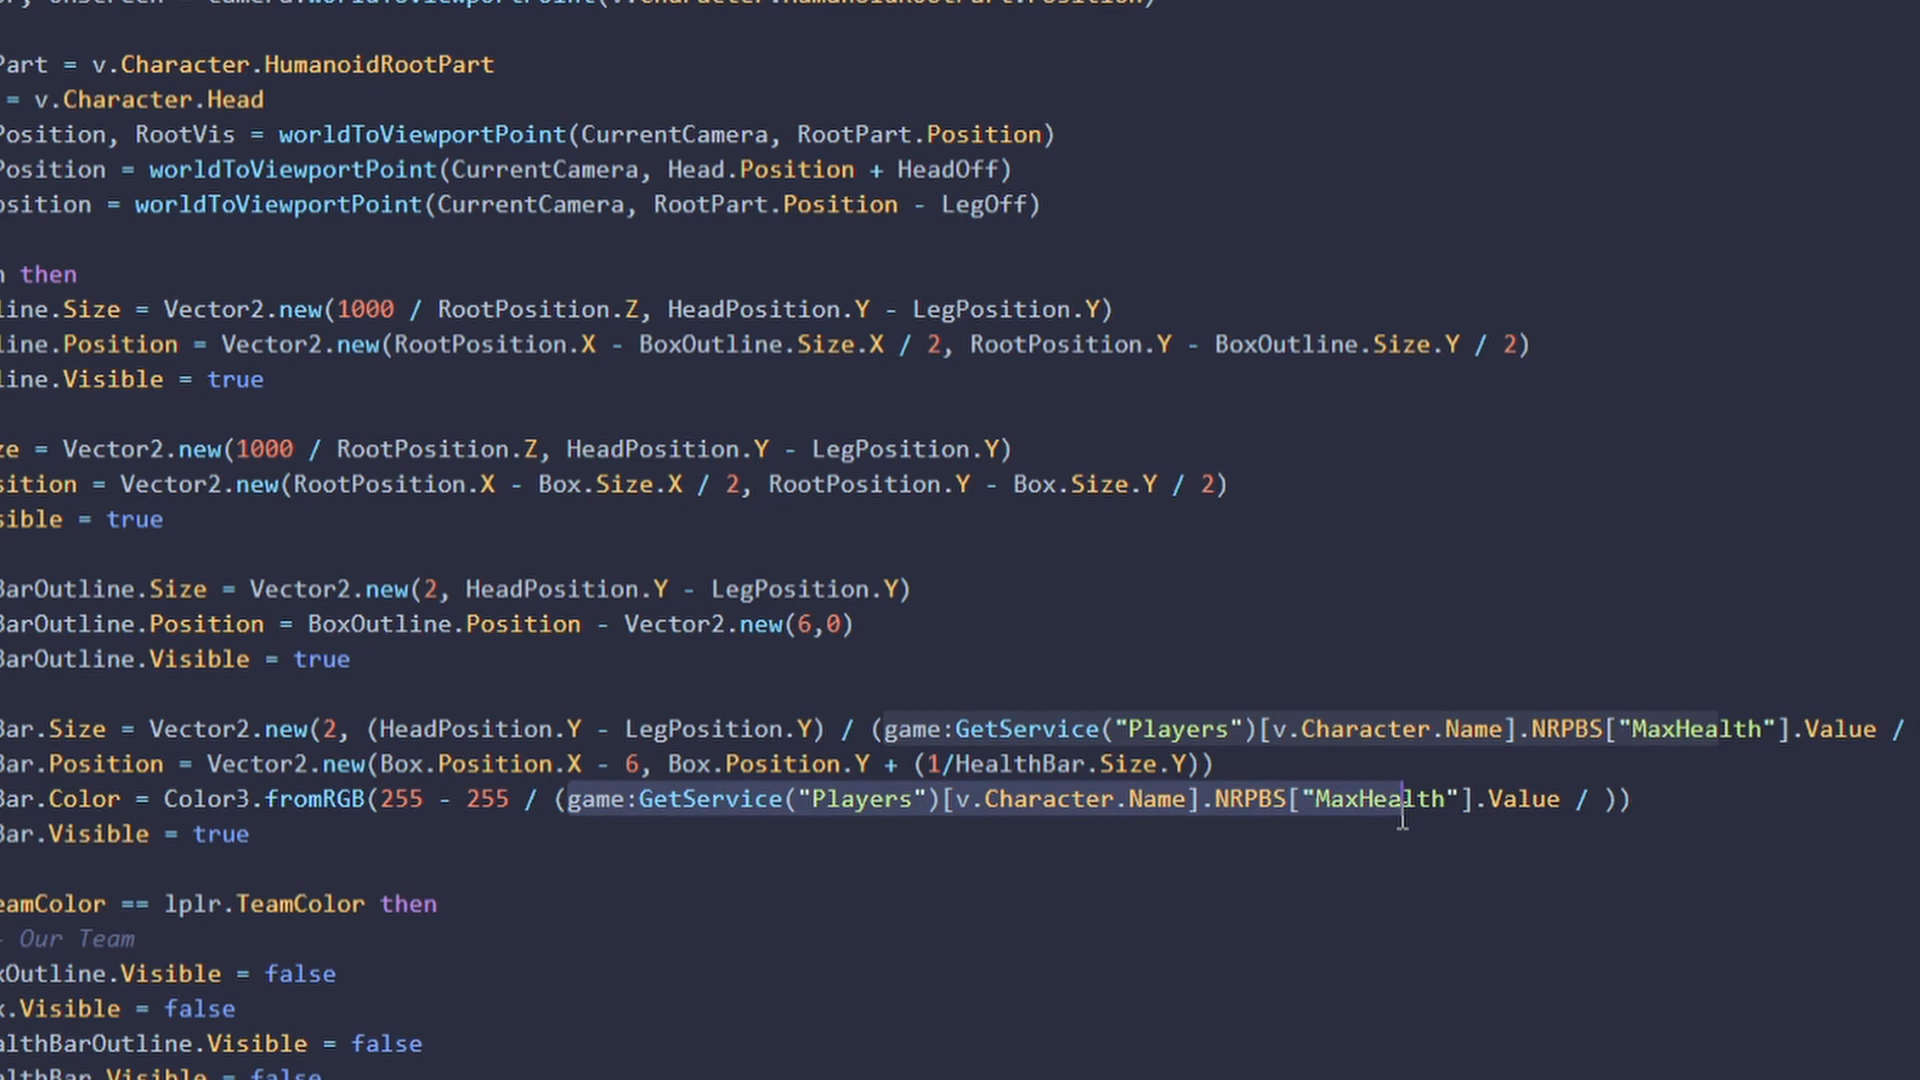 Part = v.Character.HumanoidRootPart
= v.Character.Head
Position, RootVis = worldToViewportPoint(CurrentCamera, RootPart.Position)
Position = worldToViewportPoint(CurrentCamera, Head.Position + HeadOff)
osition = worldToViewportPoint(CurrentCamera, RootPart.Position - LegOff)
n then
line.Size = Vector2.new(1000 / RootPosition.Z, HeadPosition.Y - LegPosition.Y)
line.Position = Vector2.new(RootPosition.X - BoxOutline.Size.X / 2, RootPosition.Y - BoxOutline.Size.Y / 2)
line.Visible = true
ze = Vector2.new(1000 / RootPosition.Z, HeadPosition.Y - LegPosition.Y)
sition = Vector2.new(RootPosition.X - Box.Size.X / 2, RootPosition.Y - Box.Size.Y / 2)
sible = true
BarOutline.Size = Vector2.new(2, HeadPosition.Y - LegPosition.Y)
BarOutline.Position = BoxOutline.Position - Vector2.new(6,0)
BarOutline.Visible = true
Bar.Size = Vector2.new(2, (HeadPosition.Y - LegPosition.Y) / (game:GetService("Players")[v.Character.Name].NRPBS["MaxHealth"].Value /
Bar.Position = Vector2.new(Box.Position.X - 6, Box.Position.Y + (1/HealthBar.Size.Y))
Bar.Color = Color3.fromRGB(255 - 255 / (game:GetService("Players")[v.Character.Name].NRPBS["MaxHealth"].Value / ))
Bar.Visible = true
eamColor == lplr.TeamColor then
- Our Team
xOutline.Visible = false
x.Visible = false
althBarOutline.Visible = false
althBar.Visible = false